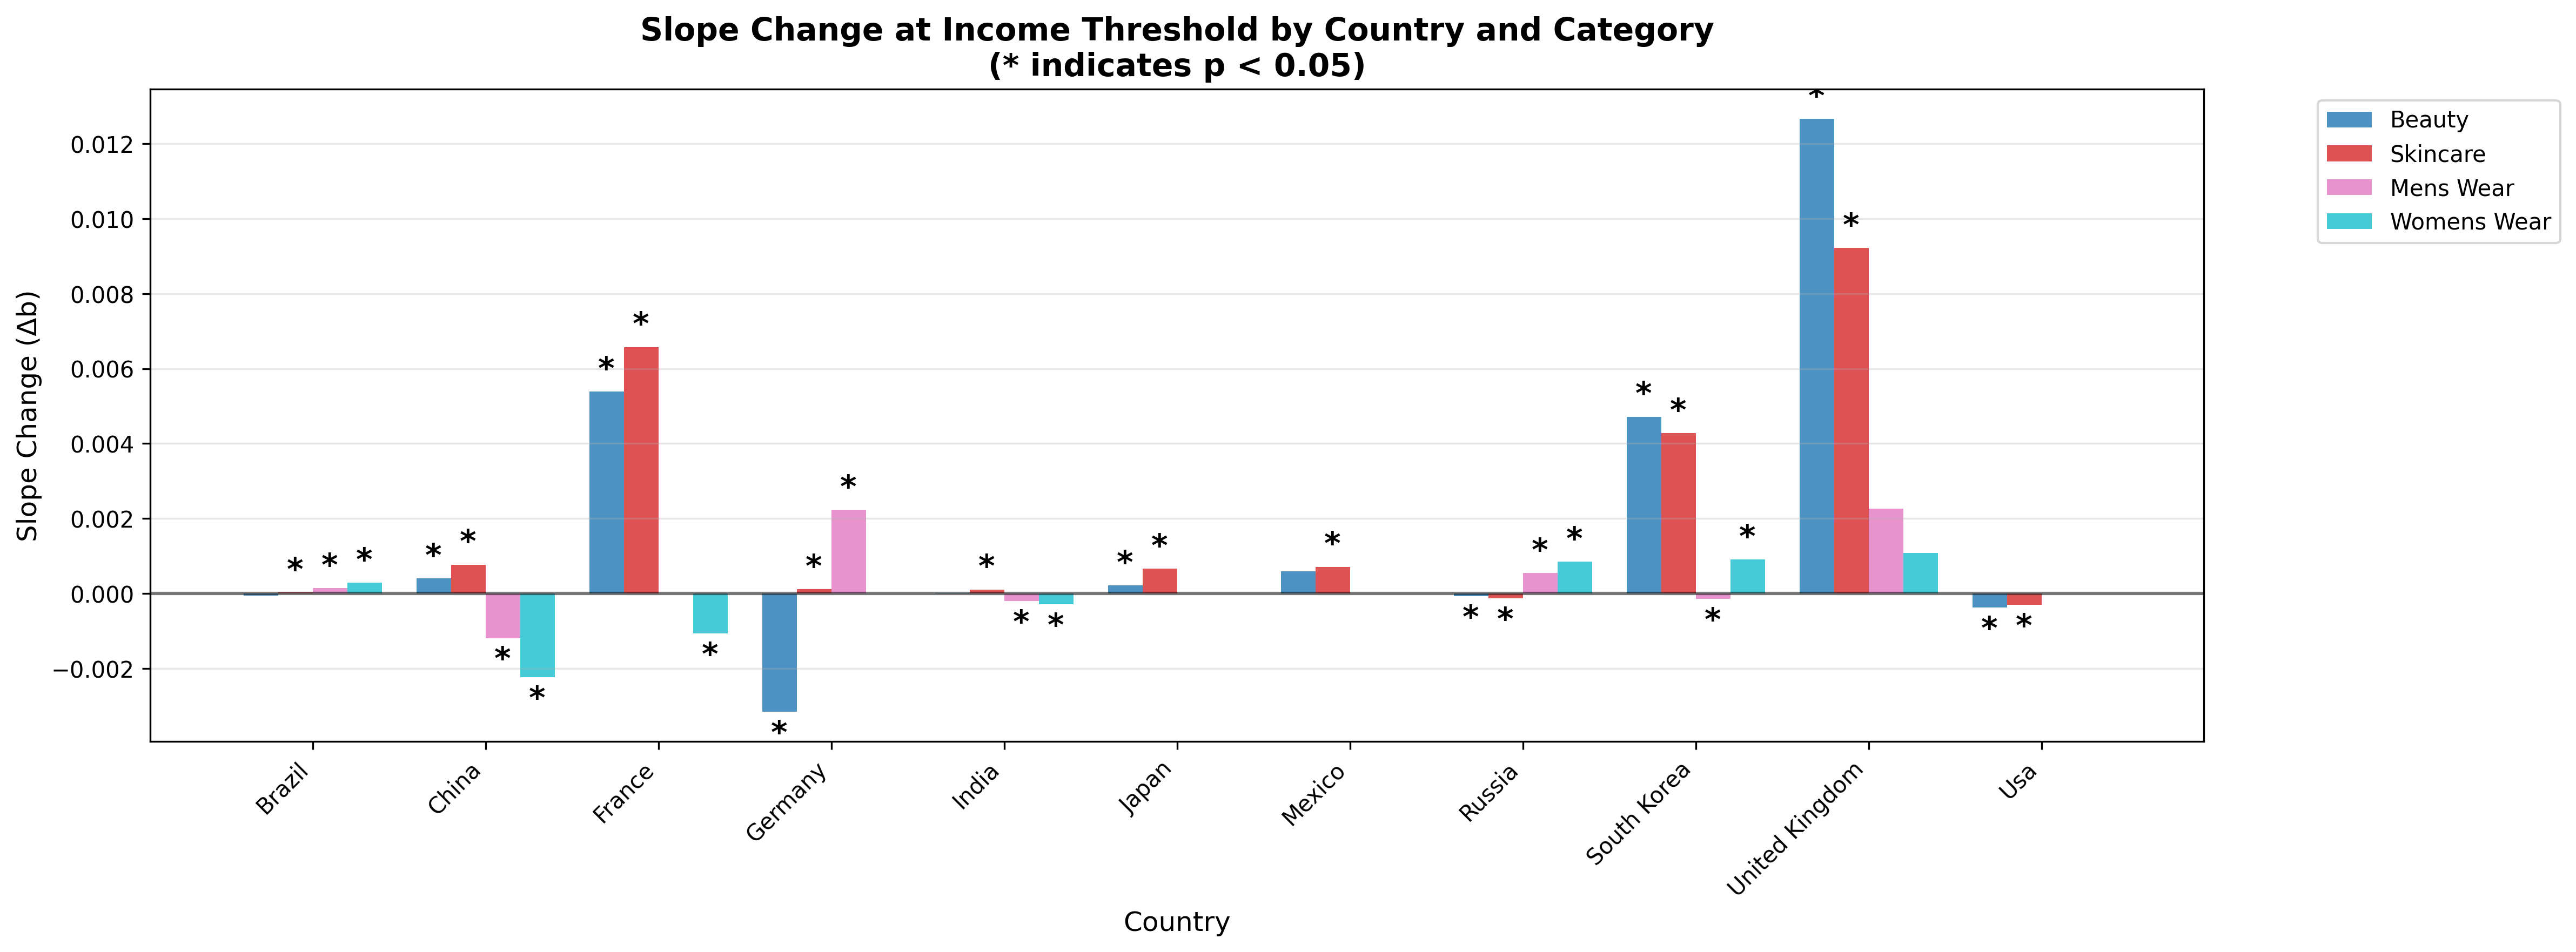 Slope Change at Income Threshold by Country and Category
(* indicates p < 0.05)
Slope Change (Δb)
0.012
0.010
0.008
0.006
0.004
0.002
0.000
−0.002
* * * * * * * * * * * * * * * * * * * * * * * * * * * * * * * *
Brazil
China
France
Germany
India
Japan
Mexico
Russia
South Korea
United Kingdom
Usa
Country
Beauty
Skincare
Mens Wear
Womens Wear